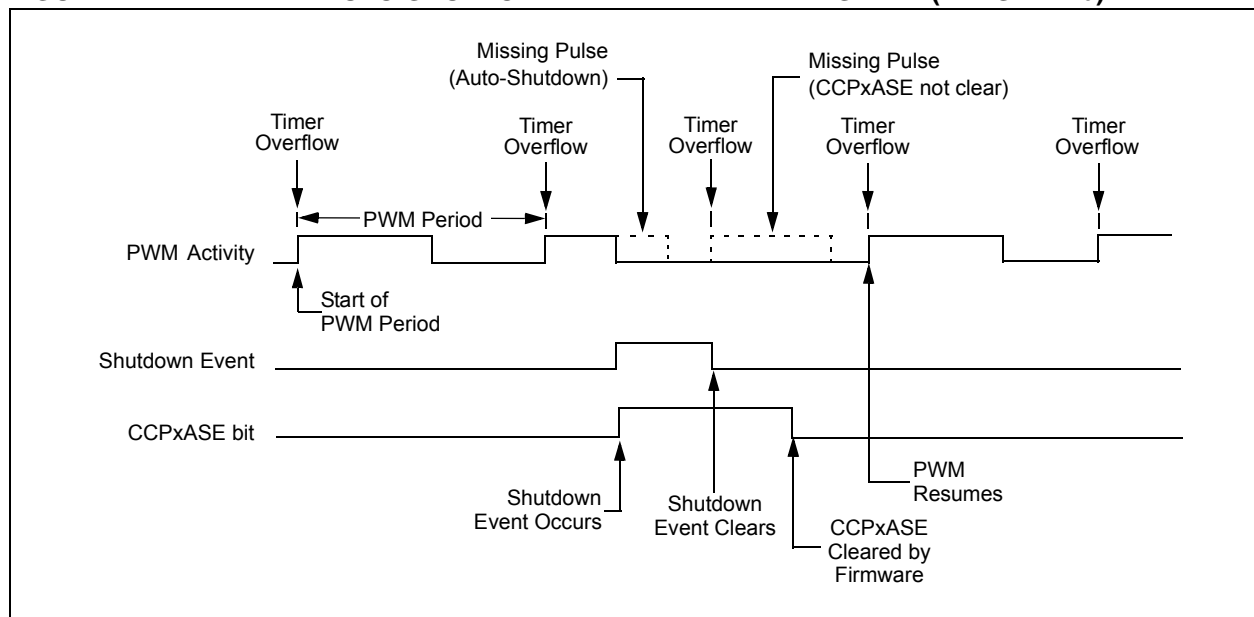 Missing Pulse
(Auto-Shutdown)
Missing Pulse
(CCPxASE not clear)
Timer
Overflow
Timer
Overflow
Timer
Overflow
Timer
Overflow
Timer
Overflow
PWM Period
PWM Activity
Start of
PWM Period
Shutdown Event
CCPxASE bit
Shutdown
Event Occurs
Shutdown
Event Clears
CCPxASE
Cleared by
Firmware
PWM
Resumes